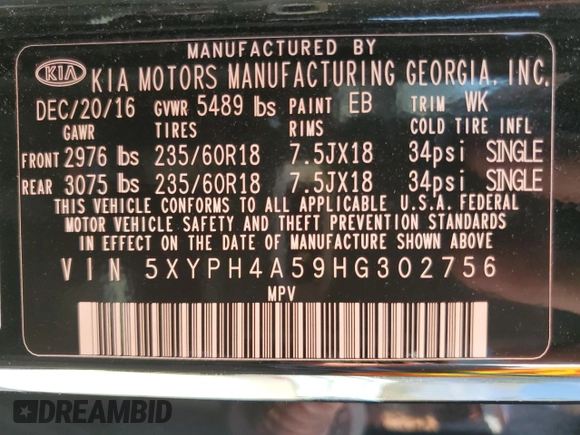 MANUFACTURED BY
KIA KIA MOTORS MANUFACTURING GEORGIA, INC.
DEC/20/16 GVWR 5489 lbs PAINT EB TRIM WK
GAWR TIRES RIMS COLD TIRE INFL
FRONT 2976 lbs 235/60R18 7.5JX18 34psi SINGLE
REAR 3075 lbs 235/60R18 7.5JX18 34psi SINGLE
THIS VEHICLE CONFORMS TO ALL APPLICABLE U.S.A. FEDERAL
MOTOR VEHICLE SAFETY AND THEFT PREVENTION STANDARDS
IN EFFECT ON THE DATE OF MANUFACTURE SHOWN ABOVE
VIN 5XYPH4A59HG302756
MPV
DREAMBID